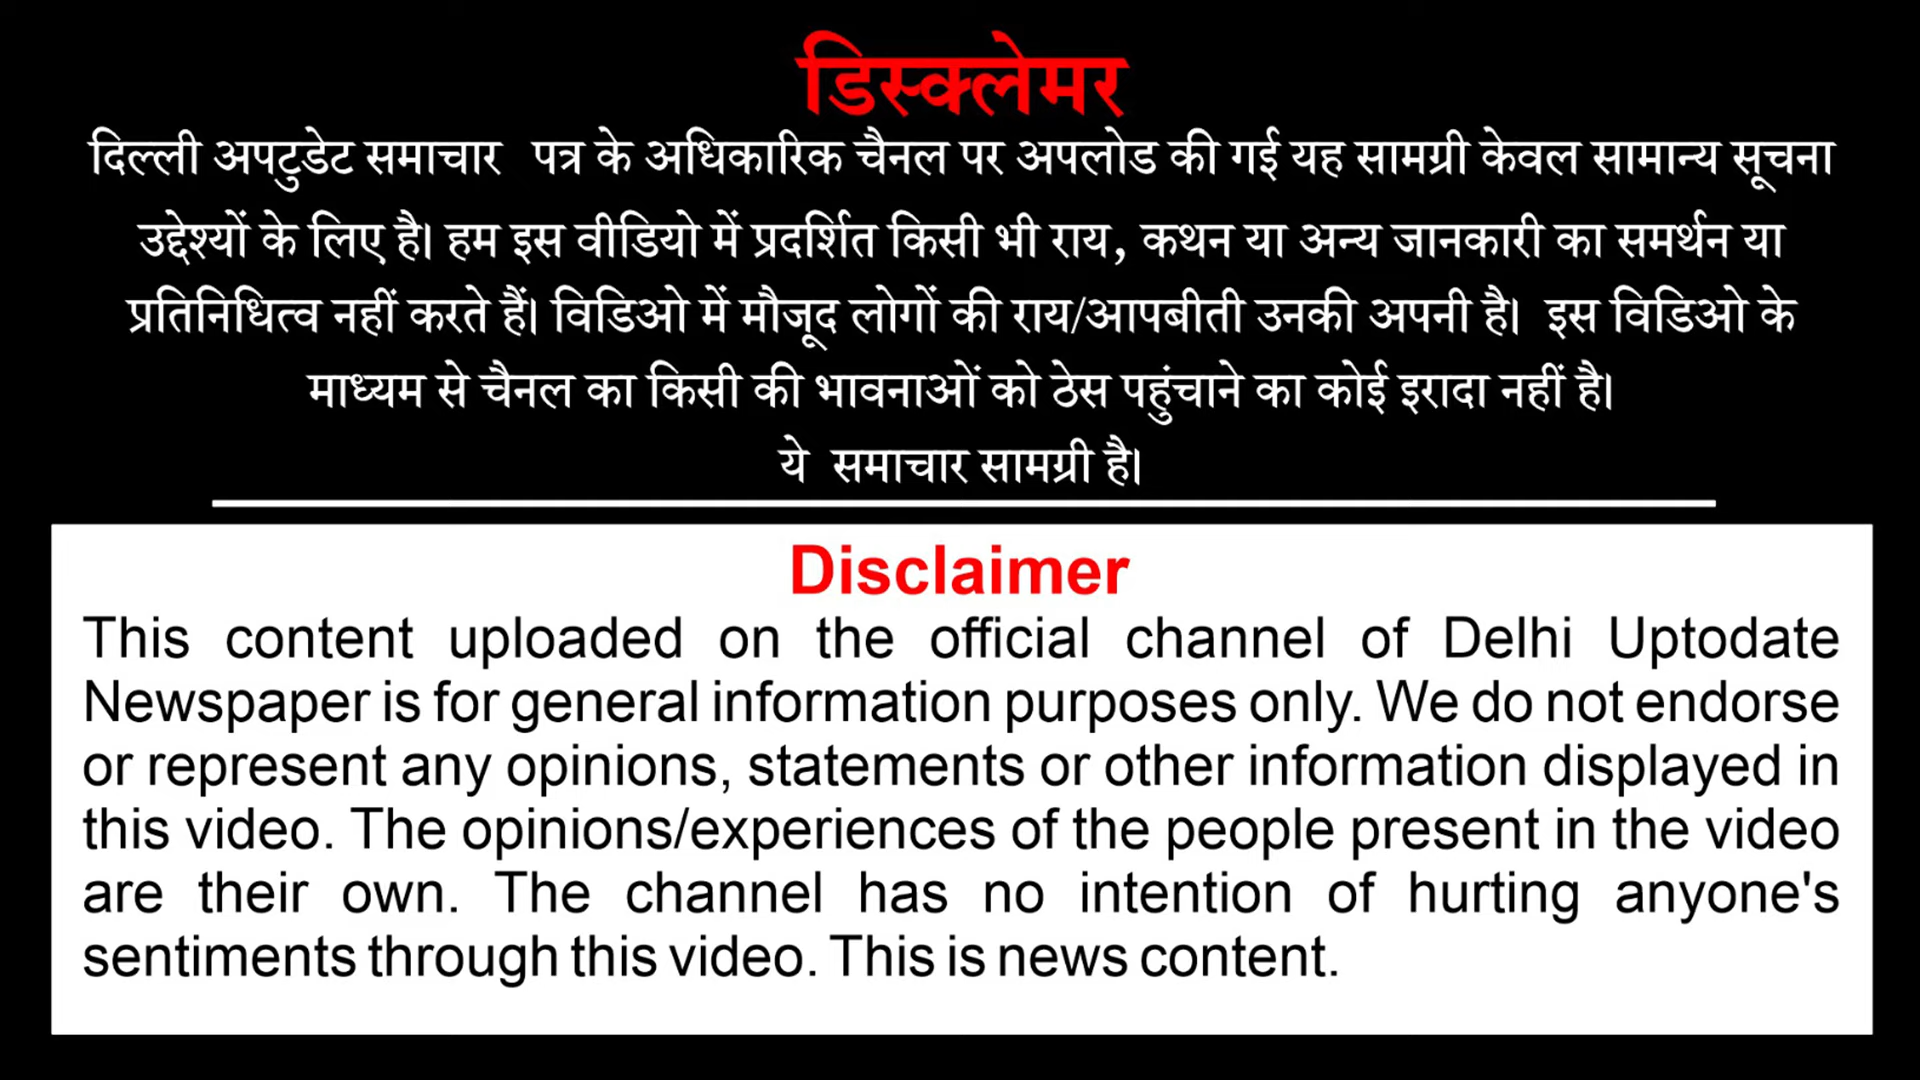 डिस्क्लेमर
दिल्ली अपटुडेट समाचार पत्र के अधिकारिक चैनल पर अपलोड की गई यह सामग्री केवल सामान्य सूचना
उद्देश्यों के लिए है। हम इस वीडियो में प्रदर्शित किसी भी राय, कथन या अन्य जानकारी का समर्थन या
प्रतिनिधित्व नहीं करते हैं। विडिओ में मौजूद लोगों की राय/आपबीती उनकी अपनी है। इस विडिओ के
माध्यम से चैनल का किसी की भावनाओं को ठेस पहुंचाने का कोई इरादा नहीं है।
ये समाचार सामग्री है।
Disclaimer
This content uploaded on the official channel of Delhi Uptodate
Newspaper is for general information purposes only. We do not endorse
or represent any opinions, statements or other information displayed in
this video. The opinions/experiences of the people present in the video
are their own. The channel has no intention of hurting anyone's
sentiments through this video. This is news content.